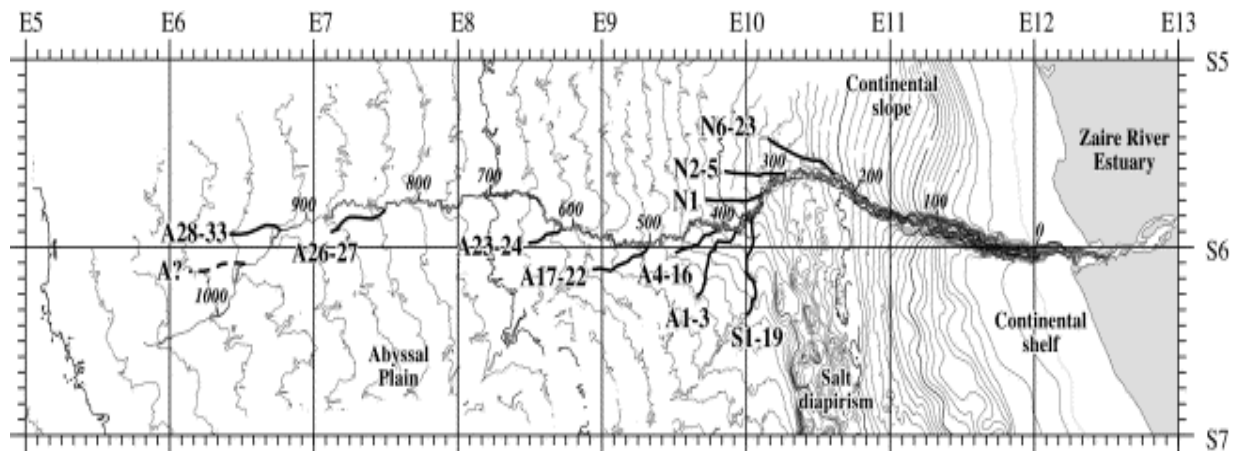 E5 E6 E7 E8 E9 E10 E11 E12 E13
S5
Continental
slope
N6-23
Zaire River
Estuary
N2-5
300
200
N1
700
800
900
600
500
400
100
0
A28-33
A26-27
A23-24
A17-22
A4-16
S6
A?
1000
A1-3
S1-19
Continental
shelf
Abyssal
Plain
Salt
diapirism
S7